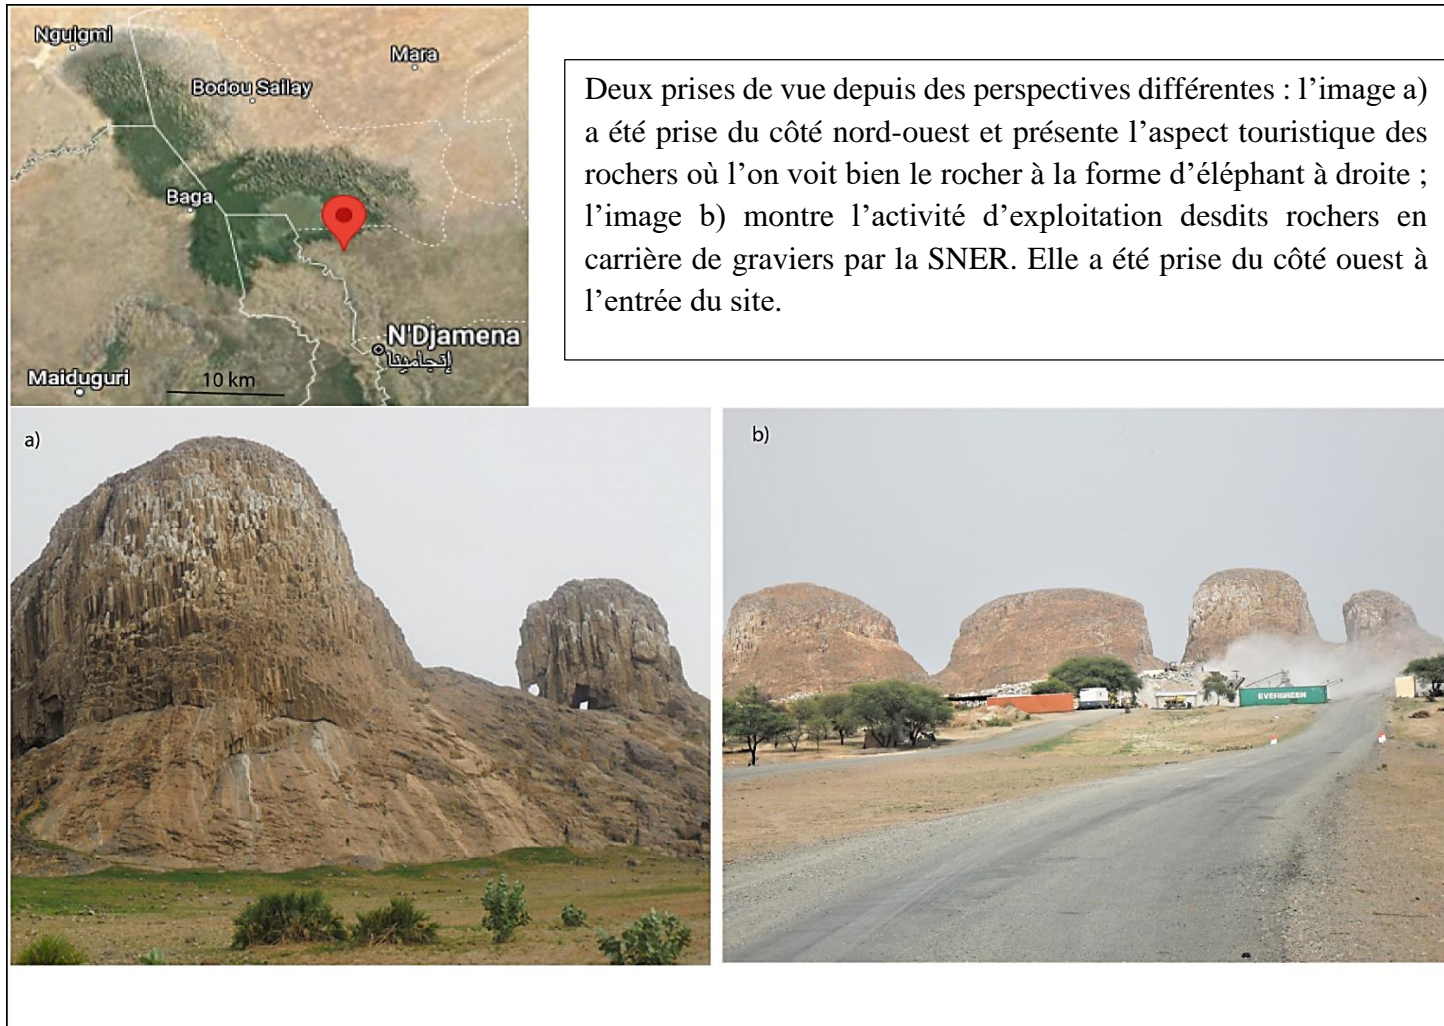 Nguigmi
Mara
Bodou Sallay
Baga
N'Djamena
إنجامينا
Maiduguri
10 km
Deux prises de vue depuis des perspectives différentes : l’image a)
a été prise du côté nord-ouest et présente l’aspect touristique des
rochers où l’on voit bien le rocher à la forme d’éléphant à droite ;
l’image b) montre l’activité d’exploitation desdits rochers en
carrière de graviers par la SNER. Elle a été prise du côté ouest à
l’entrée du site.
a)
b)
EVERGREEN